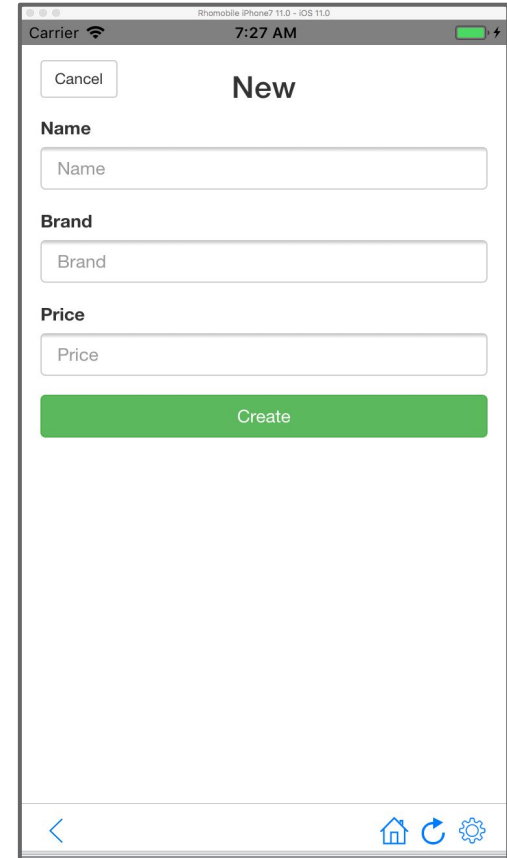 Rhomobile iPhone7 11.0 - iOS 11.0
Carrier 7:27 AM
Cancel
New
Name
Name
Brand
Brand
Price
Price
Create